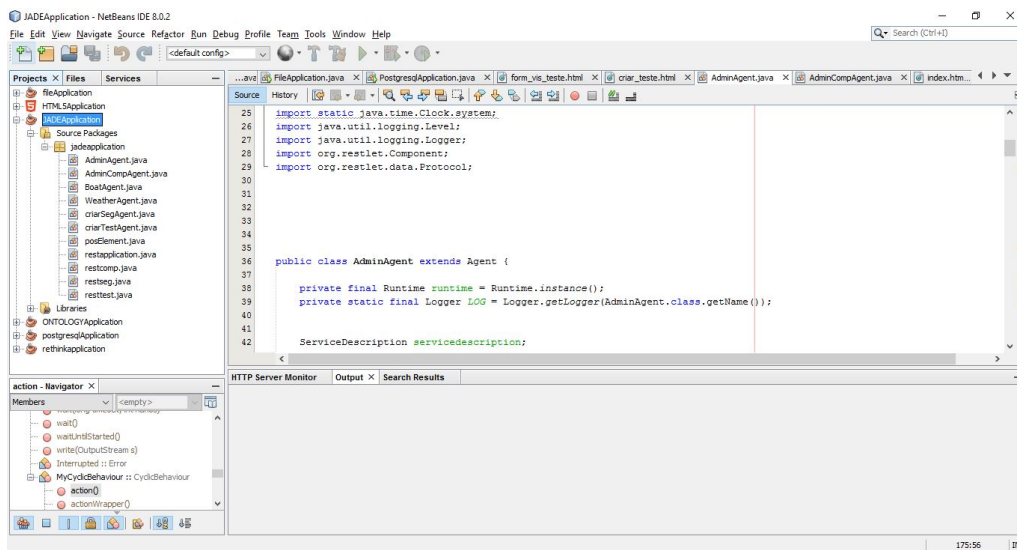 JADEApplication - NetBeans IDE 8.0.2
File Edit View Navigate Source Refactor Run Debug Profile Team Tools Window Help
Search (Ctrl+I)
<default config>
Projects Files Services
...ava FileApplication.java PostgresqlApplication.java form_vis_teste.html criar_teste.html AdminAgent.java AdminCompAgent.java index.htm...
Source History
fileApplication
HTML5Application
JADEApplication
Source Packages
jadeapplication
AdminAgent.java
AdminCompAgent.java
BoatAgent.java
WeatherAgent.java
criarSegAgent.java
criarTestAgent.java
posElement.java
restapplication.java
restcomp.java
restseg.java
resttest.java
Libraries
ONTOLOGYApplication
postgresqlApplication
rethinkapplication
25 import static java.time.Clock.system;
26 import java.util.logging.Level;
27 import java.util.logging.Logger;
28 import org.restlet.Component;
29 import org.restlet.data.Protocol;
30
31
32
33
34
35
36 public class AdminAgent extends Agent {
37
38 private final Runtime runtime = Runtime.instance();
39 private static final Logger LOG = Logger.getLogger(AdminAgent.class.getName());
40
41
42 ServiceDescription servicedescription;
HTTP Server Monitor Output Search Results
action - Navigator
Members <empty>
wait()
waitUntilStarted()
write(OutputStream s)
Interrupted :: Error
MyCyclicBehaviour :: CyclicBehaviour
action()
actionWrapper()
175:56